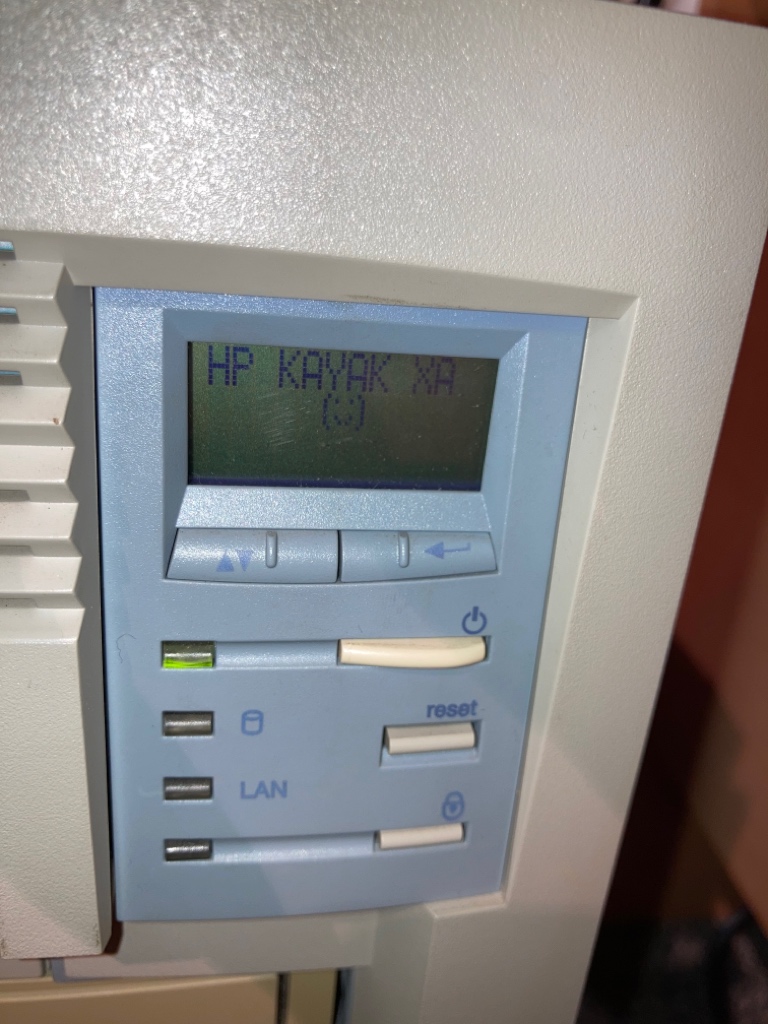 HP KAYAK XA
(:)
reset
LAN